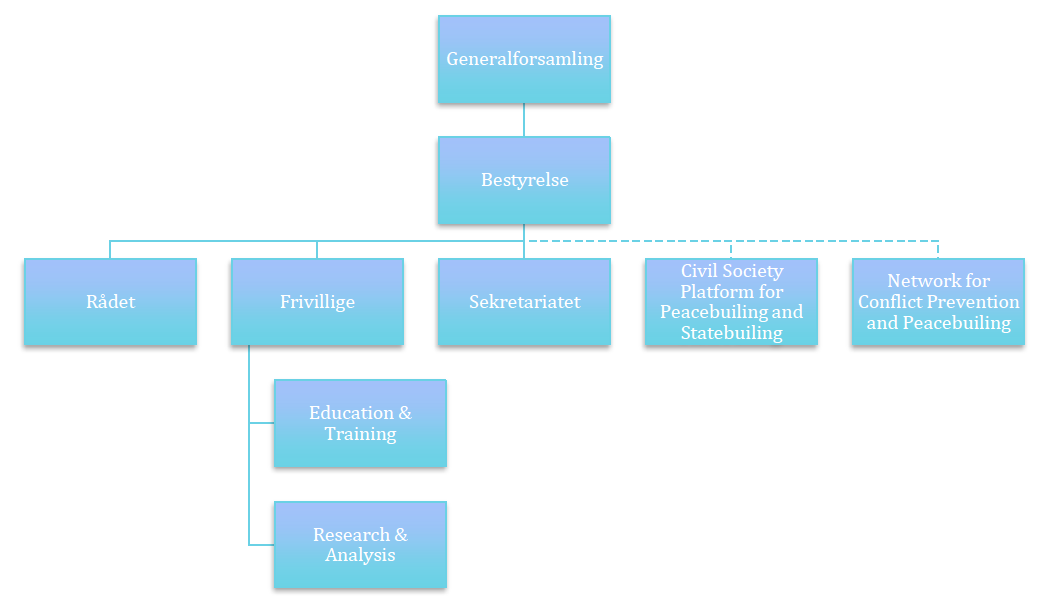 Generalforsamling
Bestyrelse
Rådet
Frivillige
Sekretariatet
Civil Society
Platform for
Peacebuiling and
Statebuiling
Network for
Conflict Prevention
and Peacebuiling
Education &
Training
Research &
Analysis